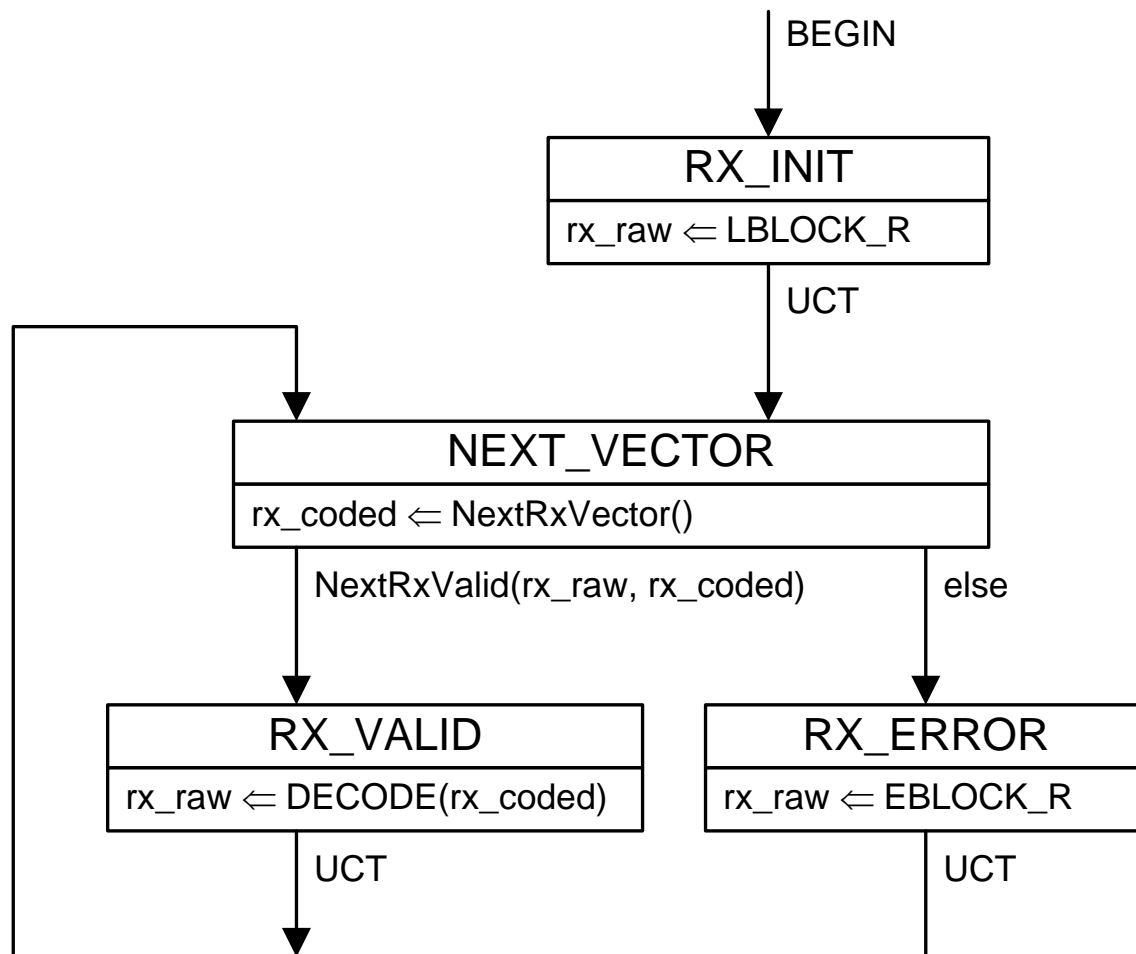 BEGIN
RX_INIT
rx_raw ⇐ LBLOCK_R
UCT
NEXT_VECTOR
rx_coded ⇐ NextRxVector()
NextRxValid(rx_raw, rx_coded)
else
RX_VALID
rx_raw ⇐ DECODE(rx_coded)
UCT
RX_ERROR
rx_raw ⇐ EBLOCK_R
UCT